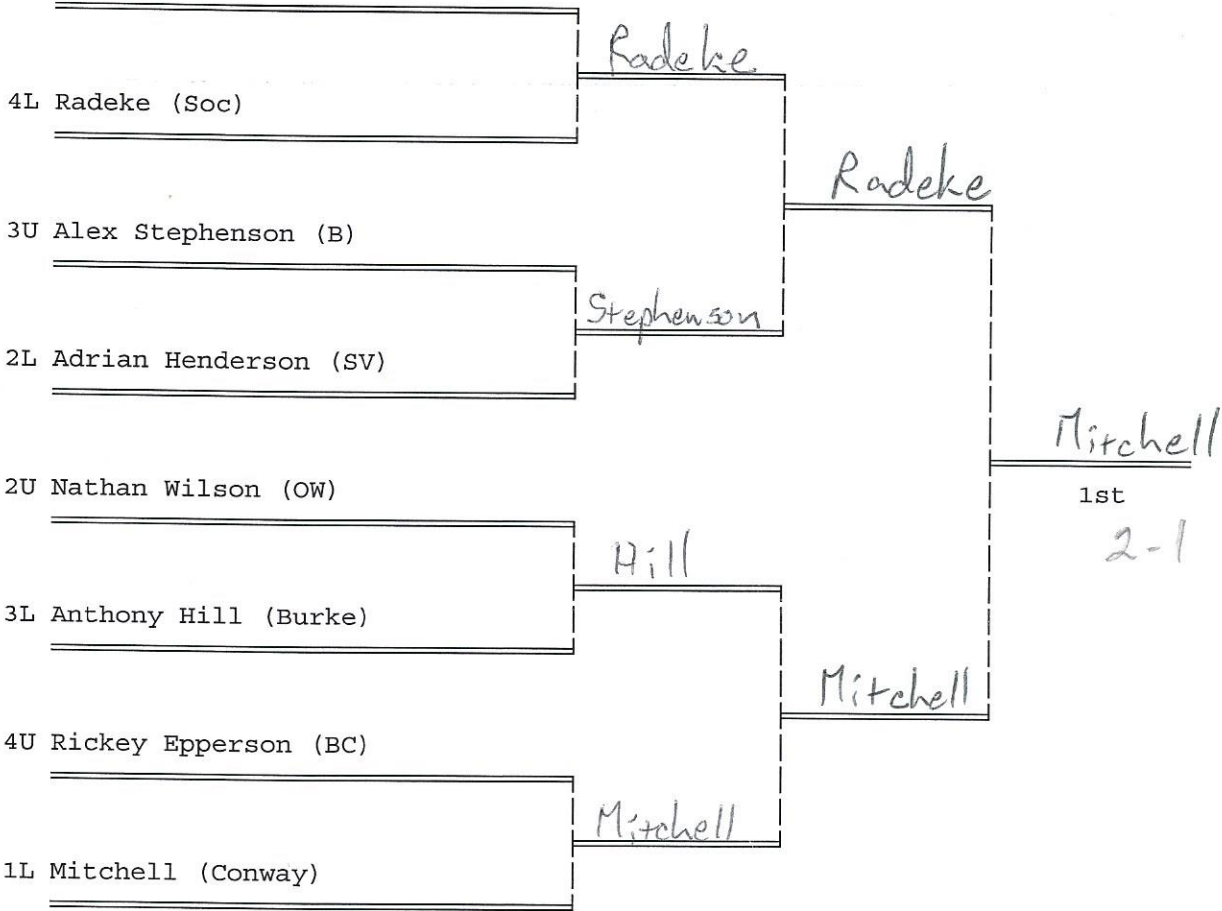 Radeke
4L Radeke (Soc)
Radeke
3U Alex Stephenson (B)
Stephenson
2L Adrian Henderson (SV)
Mitchell
2U Nathan Wilson (OW)
1st
2-1
Hill
3L Anthony Hill (Burke)
Mitchell
4U Rickey Epperson (BC)
Mitchell
1L Mitchell (Conway)